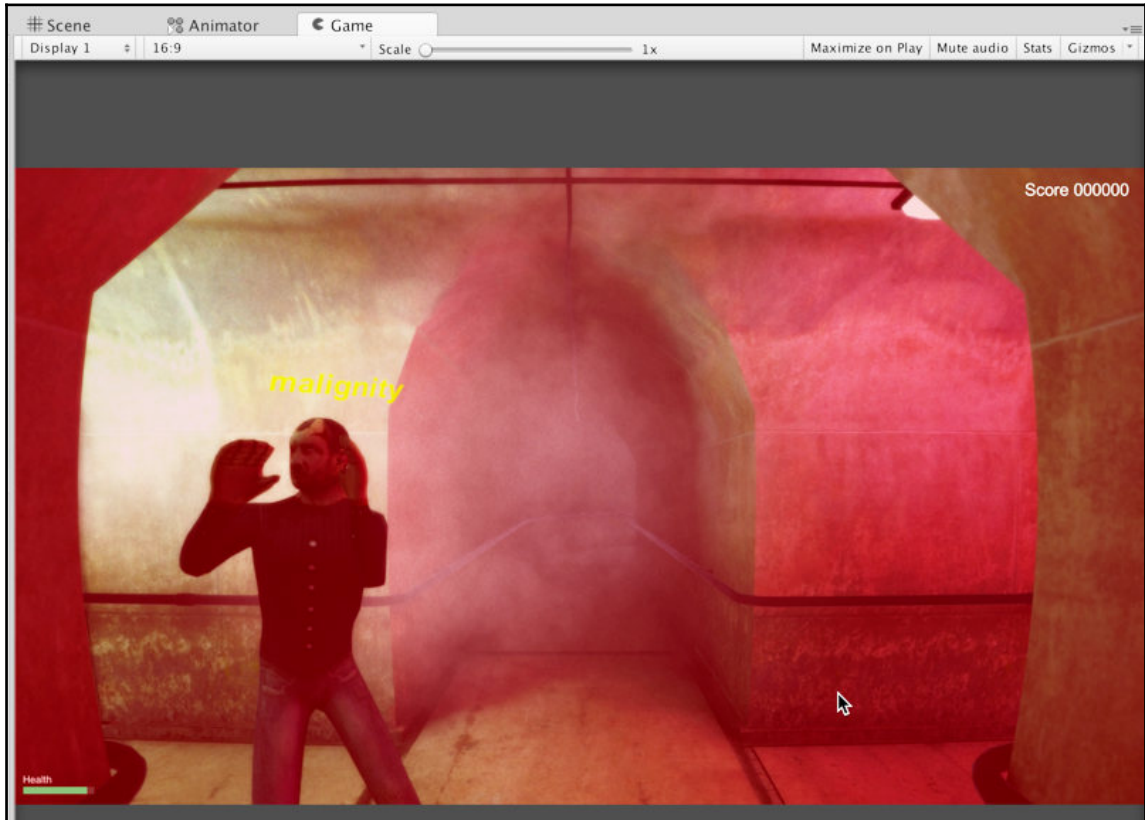 Scene Animator Game
Display 1 16:9 Scale 1x Maximize on Play Mute audio Stats Gizmos
Score 000000
malignity
Health